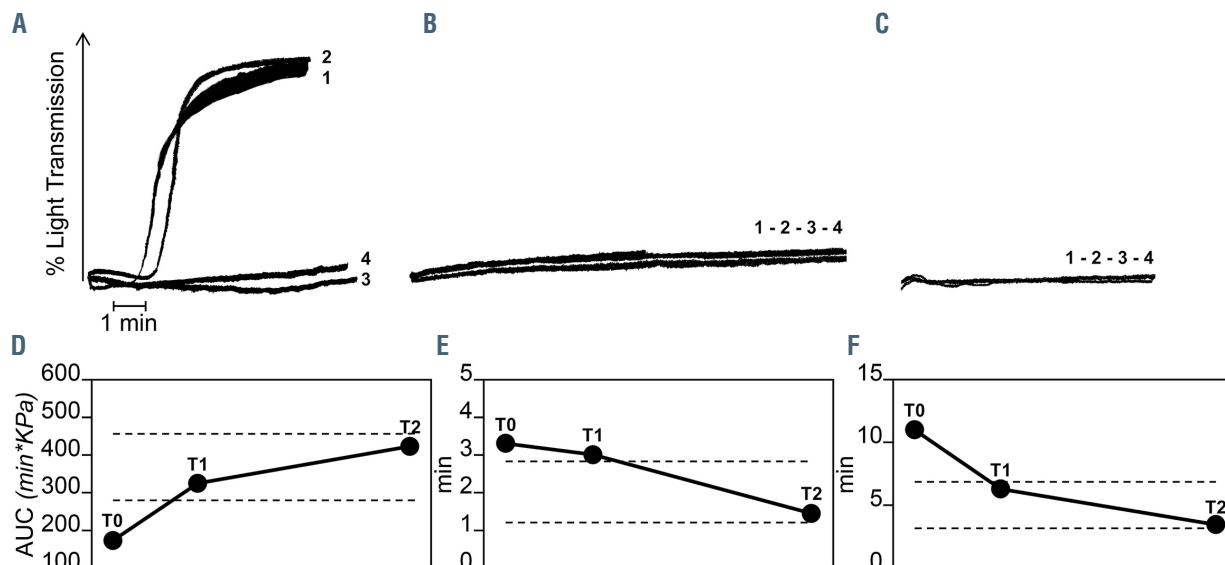 A
B
C
% Light Transmission
2
1
4
3
1 min
1 - 2 - 3 - 4
1 - 2 - 3 - 4
D
E
F
600
500
400
300
200
100
AUC (min*KPa)
T0
T1
T2
5
4
3
2
1
0
min
T0
T1
T2
15
10
5
0
min
T0
T1
T2